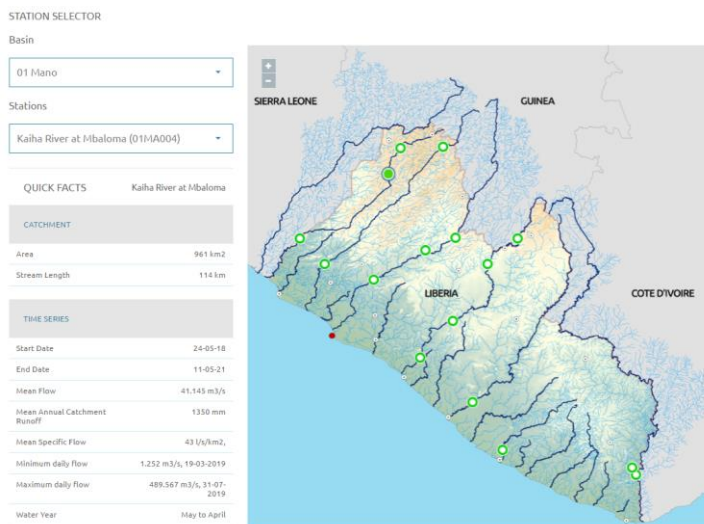 STATION SELECTOR
Basin
01 Mano
Stations
Kaiha River at Mbaloma (01MA004)
QUICK FACTS Kaiha River at Mbaloma
CATCHMENT
Area 961 km2
Stream Length 114 km
TIME SERIES
Start Date 24-05-18
End Date 11-05-21
Mean Flow 41.145 m3/s
Mean Annual Catchment
Runoff 1350 mm
Mean Specific Flow 43 l/s/km2,
Minimum daily flow 1.252 m3/s, 19-03-2019
Maximum daily flow 489.567 m3/s, 31-07-
2019
Water Year May to April
+
−
SIERRA LEONE
GUINEA
LIBERIA
COTE D'IVOIRE